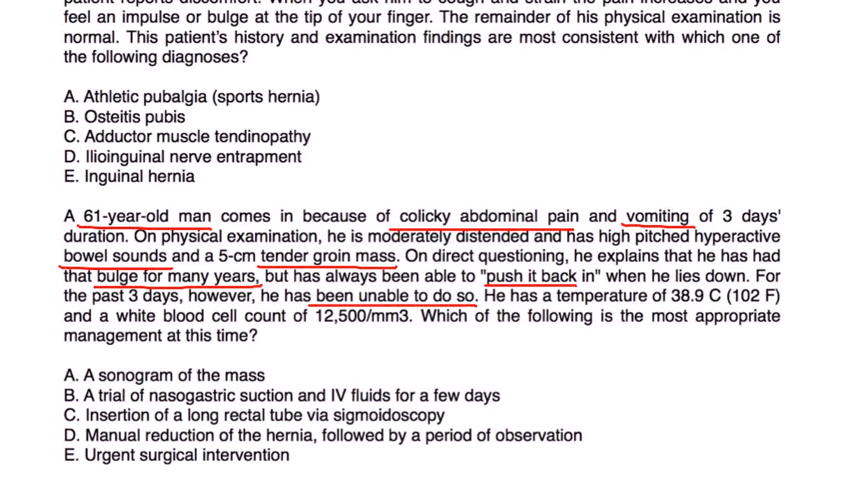 feel an impulse or bulge at the tip of your finger. The remainder of his physical examination is
normal. This patient's history and examination findings are most consistent with which one of
the following diagnoses?
A. Athletic pubalgia (sports hernia)
B. Osteitis pubis
C. Adductor muscle tendinopathy
D. Ilioinguinal nerve entrapment
E. Inguinal hernia
A 61-year-old man comes in because of colicky abdominal pain and vomiting of 3 days'
duration. On physical examination, he is moderately distended and has high pitched hyperactive
bowel sounds and a 5-cm tender groin mass. On direct questioning, he explains that he has had
that bulge for many years, but has always been able to "push it back in" when he lies down. For
the past 3 days, however, he has been unable to do so. He has a temperature of 38.9 C (102 F)
and a white blood cell count of 12,500/mm3. Which of the following is the most appropriate
management at this time?
A. A sonogram of the mass
B. A trial of nasogastric suction and IV fluids for a few days
C. Insertion of a long rectal tube via sigmoidoscopy
D. Manual reduction of the hernia, followed by a period of observation
E. Urgent surgical intervention